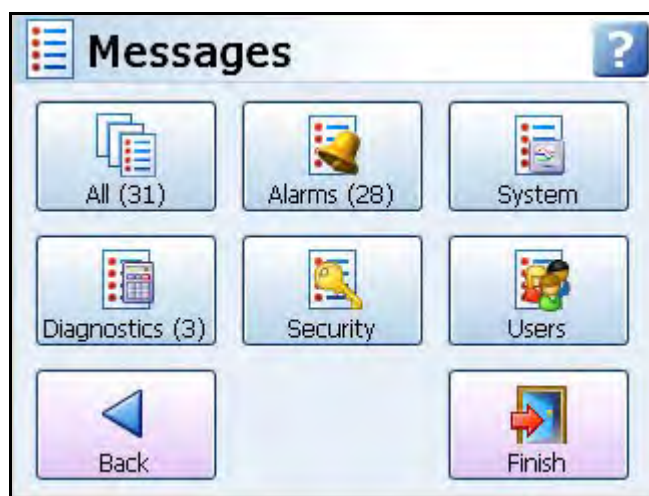 Messages ?
All (31) Alarms (28) System
Diagnostics (3) Security Users
Back Finish